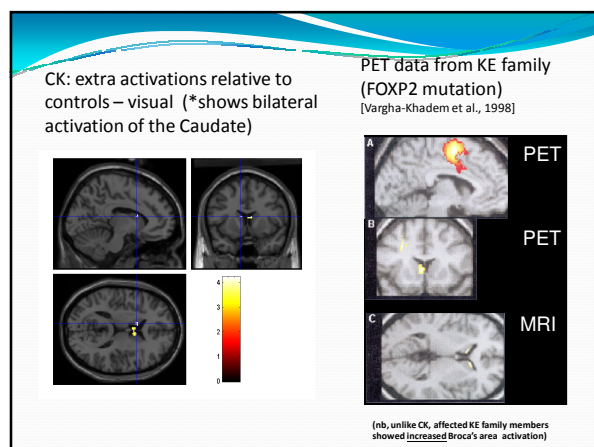 CK: extra activations relative to
controls – visual (*shows bilateral
activation of the Caudate)
PET data from KE family
(FOXP2 mutation)
[Vargha-Khadem et al., 1998]
4
3
2
1
0
A
PET
B
PET
C
MRI
(nb, unlike CK, affected KE family members
showed increased Broca's area activation)